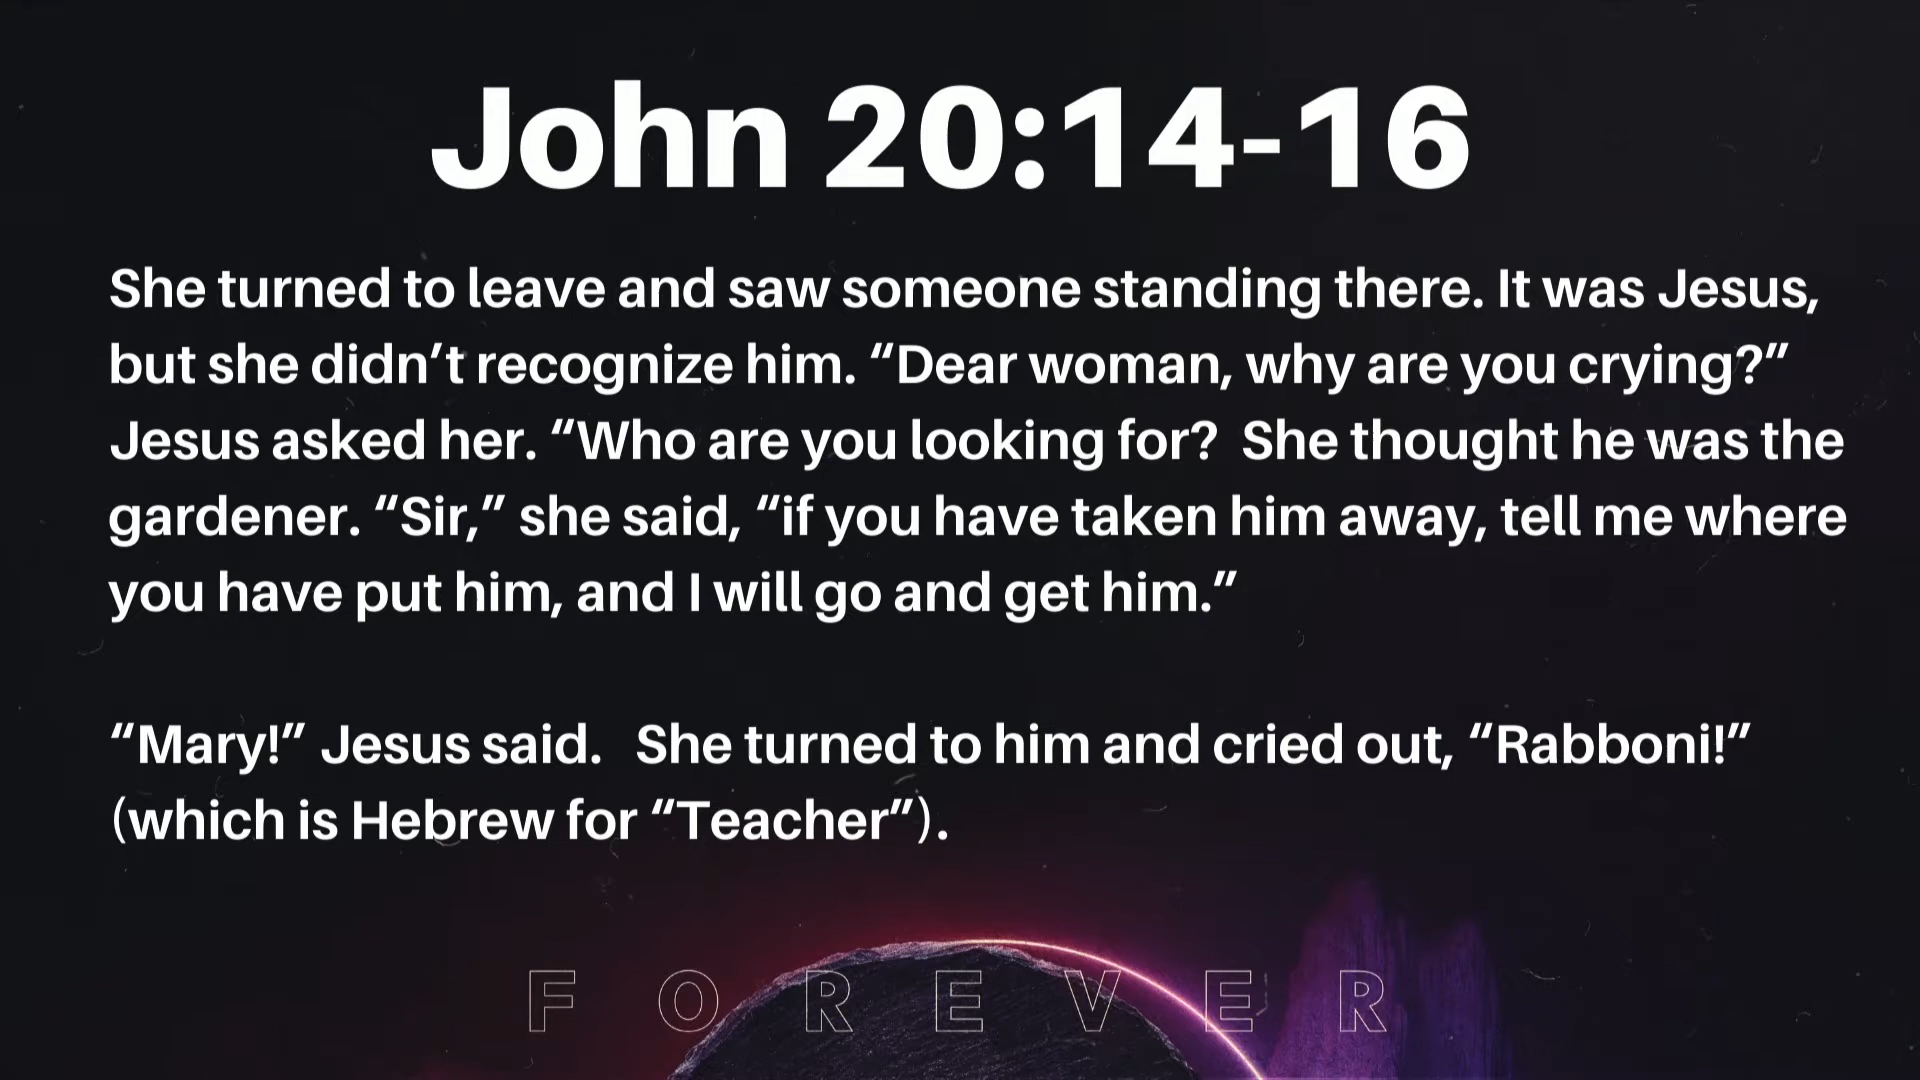 John 20:14-16
She turned to leave and saw someone standing there. It was Jesus,
but she didn’t recognize him. “Dear woman, why are you crying?”
Jesus asked her. “Who are you looking for?  She thought he was the
gardener. “Sir,” she said, “if you have taken him away, tell me where
you have put him, and I will go and get him.”
“Mary!” Jesus said.   She turned to him and cried out, “Rabboni!”
(which is Hebrew for “Teacher”).
FOREVER